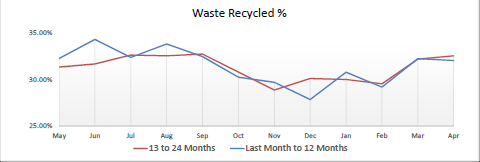 Waste Recycled %
35.00%
30.00%
25.00%
May Jun Jul Aug Sep Oct Nov Dec Jan Feb Mar Apr
13 to 24 Months Last Month to 12 Months